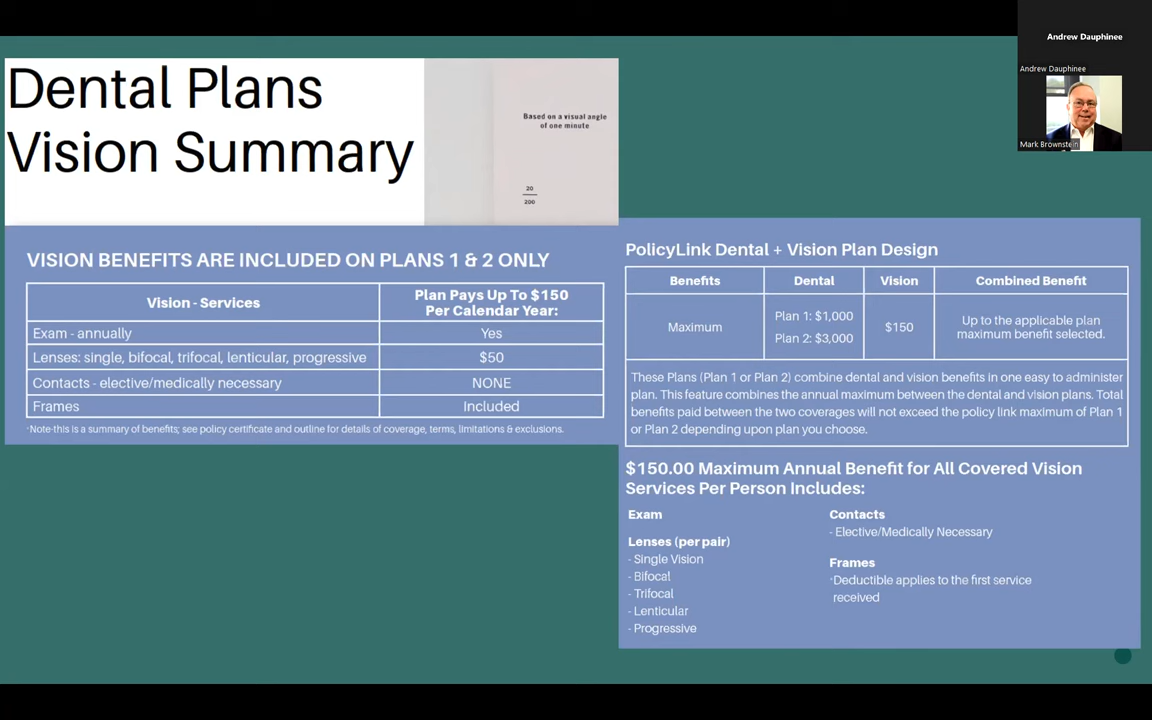 Andrew Dauphinee
Andrew Dauphinee
Mark Brownstein
Dental Plans
Vision Summary
Based on a visual angle
of one minute
20
200
VISION BENEFITS ARE INCLUDED ON PLANS 1 & 2 ONLY
Vision - Services
Plan Pays Up To $150
Per Calendar Year:
Exam - annually
Yes
Lenses: single, bifocal, trifocal, lenticular, progressive
$50
Contacts - elective/medically necessary
NONE
Frames
Included
*Note-this is a summary of benefits; see policy certificate and outline for details of coverage, terms, limitations & exclusions.
PolicyLink Dental + Vision Plan Design
Benefits
Dental
Vision
Combined Benefit
Maximum
Plan 1: $1,000
Plan 2: $3,000
$150
Up to the applicable plan
maximum benefit selected.
These Plans (Plan 1 or Plan 2) combine dental and vision benefits in one easy to administer
plan. This feature combines the annual maximum between the dental and vision plans. Total
benefits paid between the two coverages will not exceed the policy link maximum of Plan 1
or Plan 2 depending upon plan you choose.
$150.00 Maximum Annual Benefit for All Covered Vision
Services Per Person Includes:
Exam
Lenses (per pair)
- Single Vision
- Bifocal
- Trifocal
- Lenticular
- Progressive
Contacts
- Elective/Medically Necessary
Frames
*Deductible applies to the first service
received